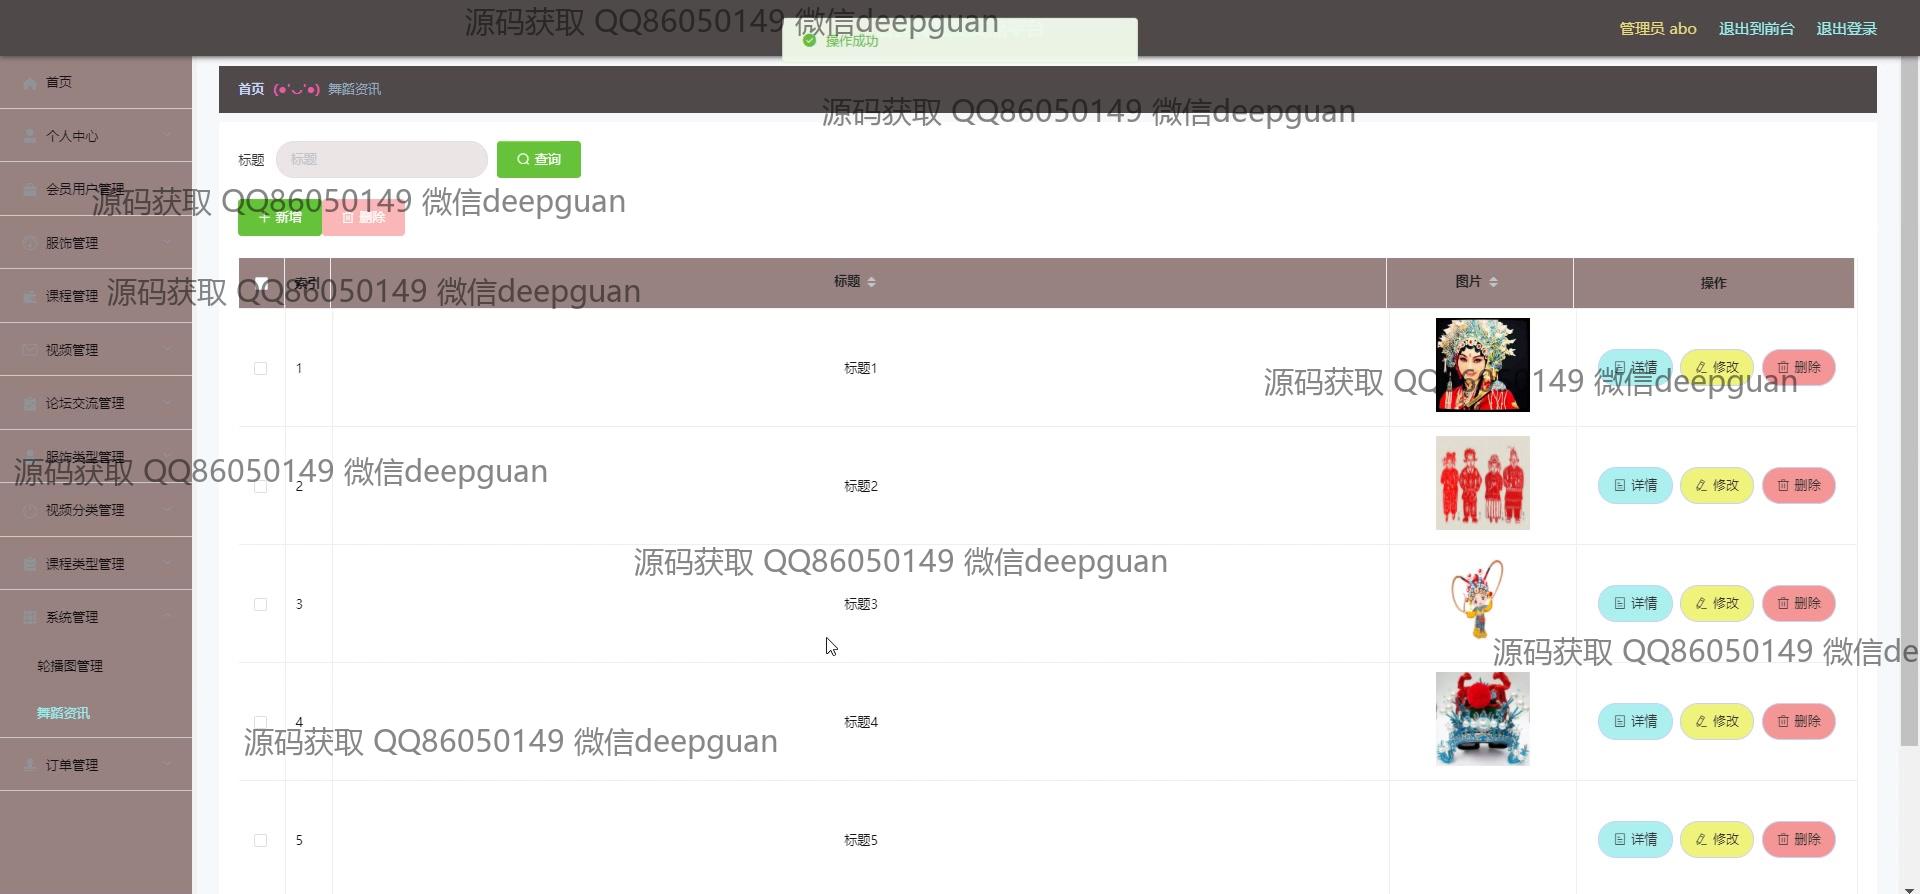 源码获取 QQ86050149 微信deepguan
操作成功
管理员 abo 退出到前台 退出登录
首页 (●'◡'●) 舞蹈资讯
源码获取 QQ86050149 微信deepguan
首页
个人中心
会员用户管理
服饰管理
课程管理
视频管理
论坛交流管理
服饰类型管理
视频分类管理
课程类型管理
系统管理
轮播图管理
舞蹈资讯
订单管理
标题 标题 查询
源码获取 QQ86050149 微信deepguan
新增 删除
源码获取 QQ86050149 微信deepguan
索引 标题 图片 操作
1 标题1 详情 修改 删除
源码获取 QQ86050149 微信deepguan
源码获取 QQ86050149 微信deepguan
2 标题2 详情 修改 删除
源码获取 QQ86050149 微信deepguan
3 标题3 详情 修改 删除
源码获取 QQ86050149 微信de
4 标题4 详情 修改 删除
源码获取 QQ86050149 微信deepguan
5 标题5 详情 修改 删除